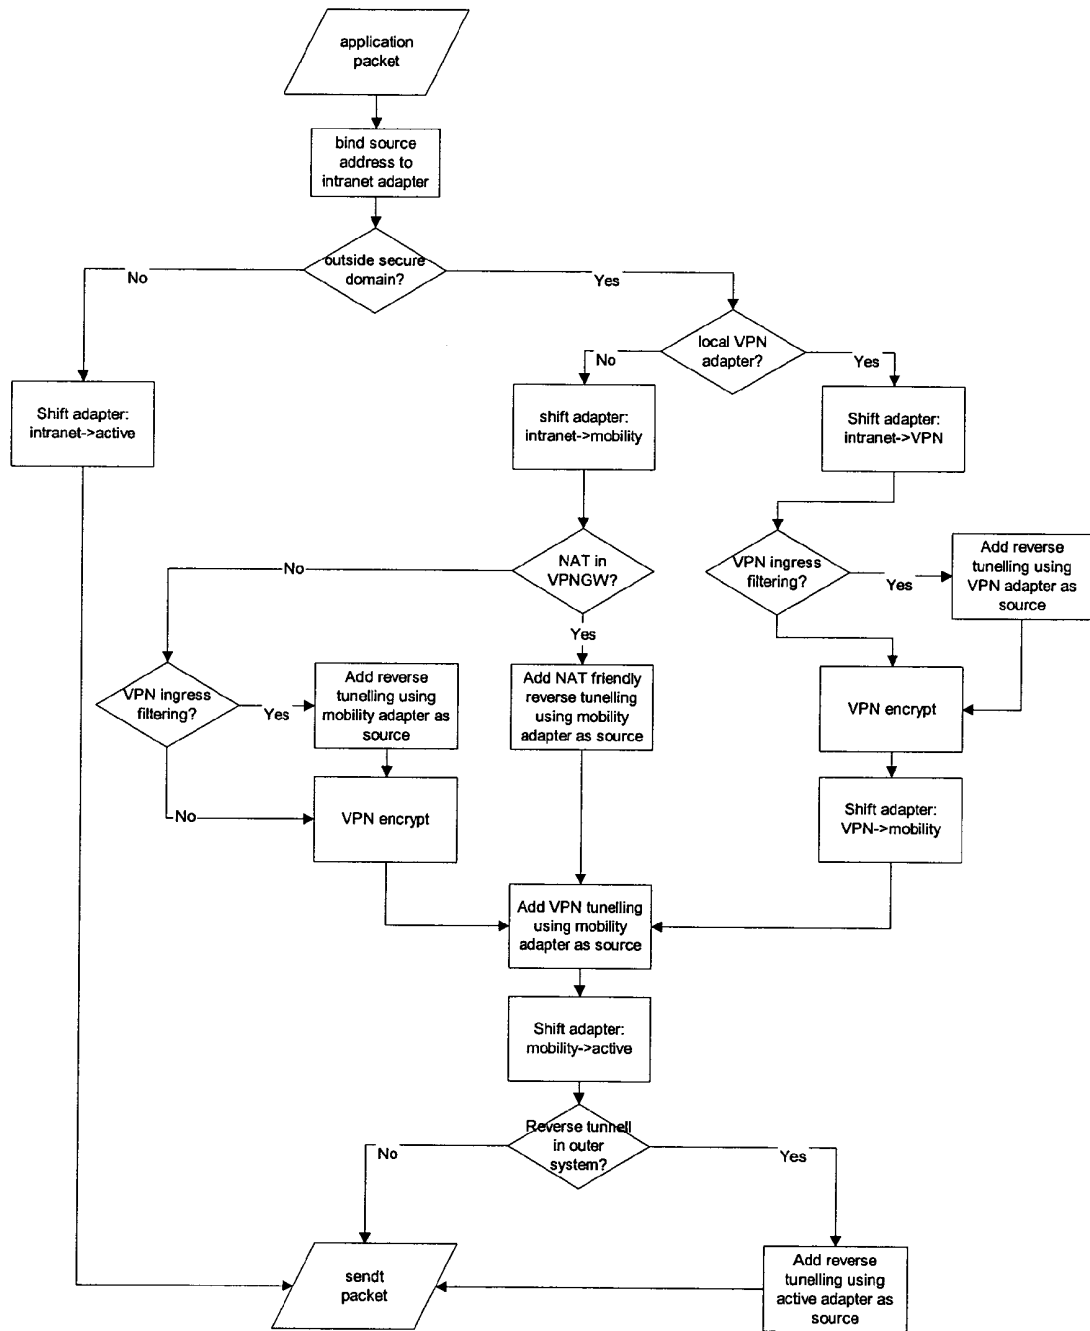 application
packet
bind source
address to
intranet adapter
outside secure
domain?
No
Yes
local VPN
adapter?
No
Yes
Shift adapter:
intranet->active
shift adapter:
intranet->mobility
Shift adapter:
intranet->VPN
NAT in
VPNGW?
No
Yes
VPN ingress
filtering?
Yes
Add reverse
tunelling using
VPN adapter as
source
VPN ingress
filtering?
Yes
No
Add reverse
tunelling using
mobility adapter as
source
Add NAT friendly
reverse tunelling
using mobility
adapter as source
VPN encrypt
VPN encrypt
Shift adapter:
VPN->mobility
Add VPN tunelling
using mobility
adapter as source
Shift adapter:
mobility->active
Reverse tunnell
in outer
system?
No
Yes
sendt
packet
Add reverse
tunelling using
active adapter as
source